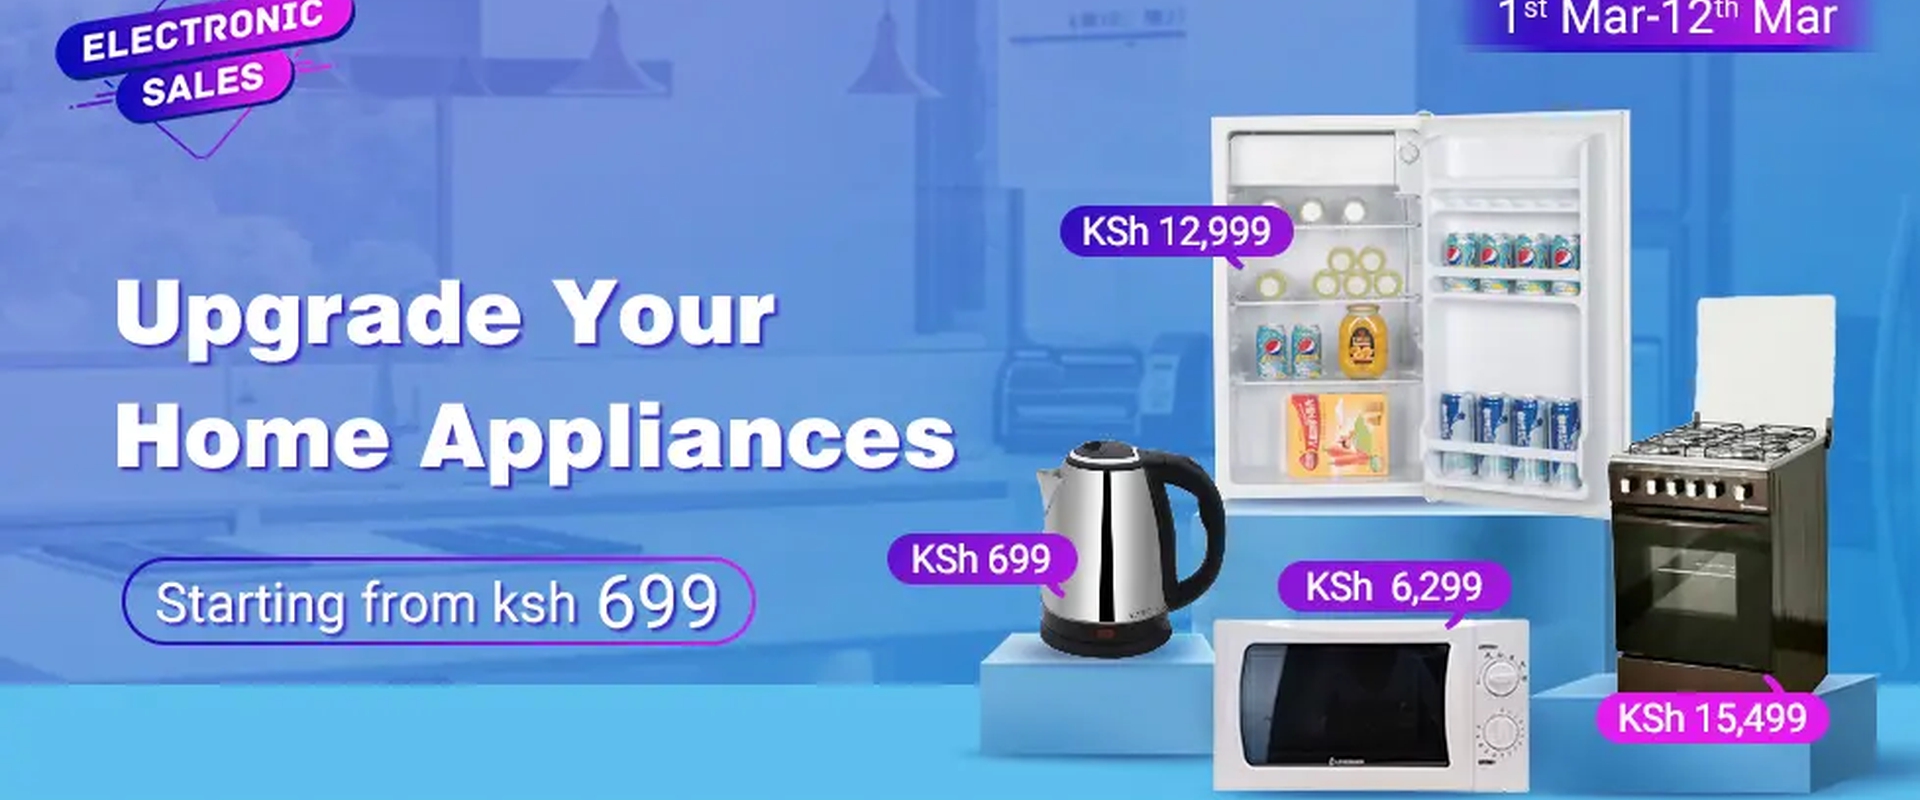 ELECTRONIC
SALES
1st Mar-12th Mar
KSh 12,999
Upgrade Your
Home Appliances
KSh 699
Starting from ksh 699
KSh 6,299
KSh 15,499